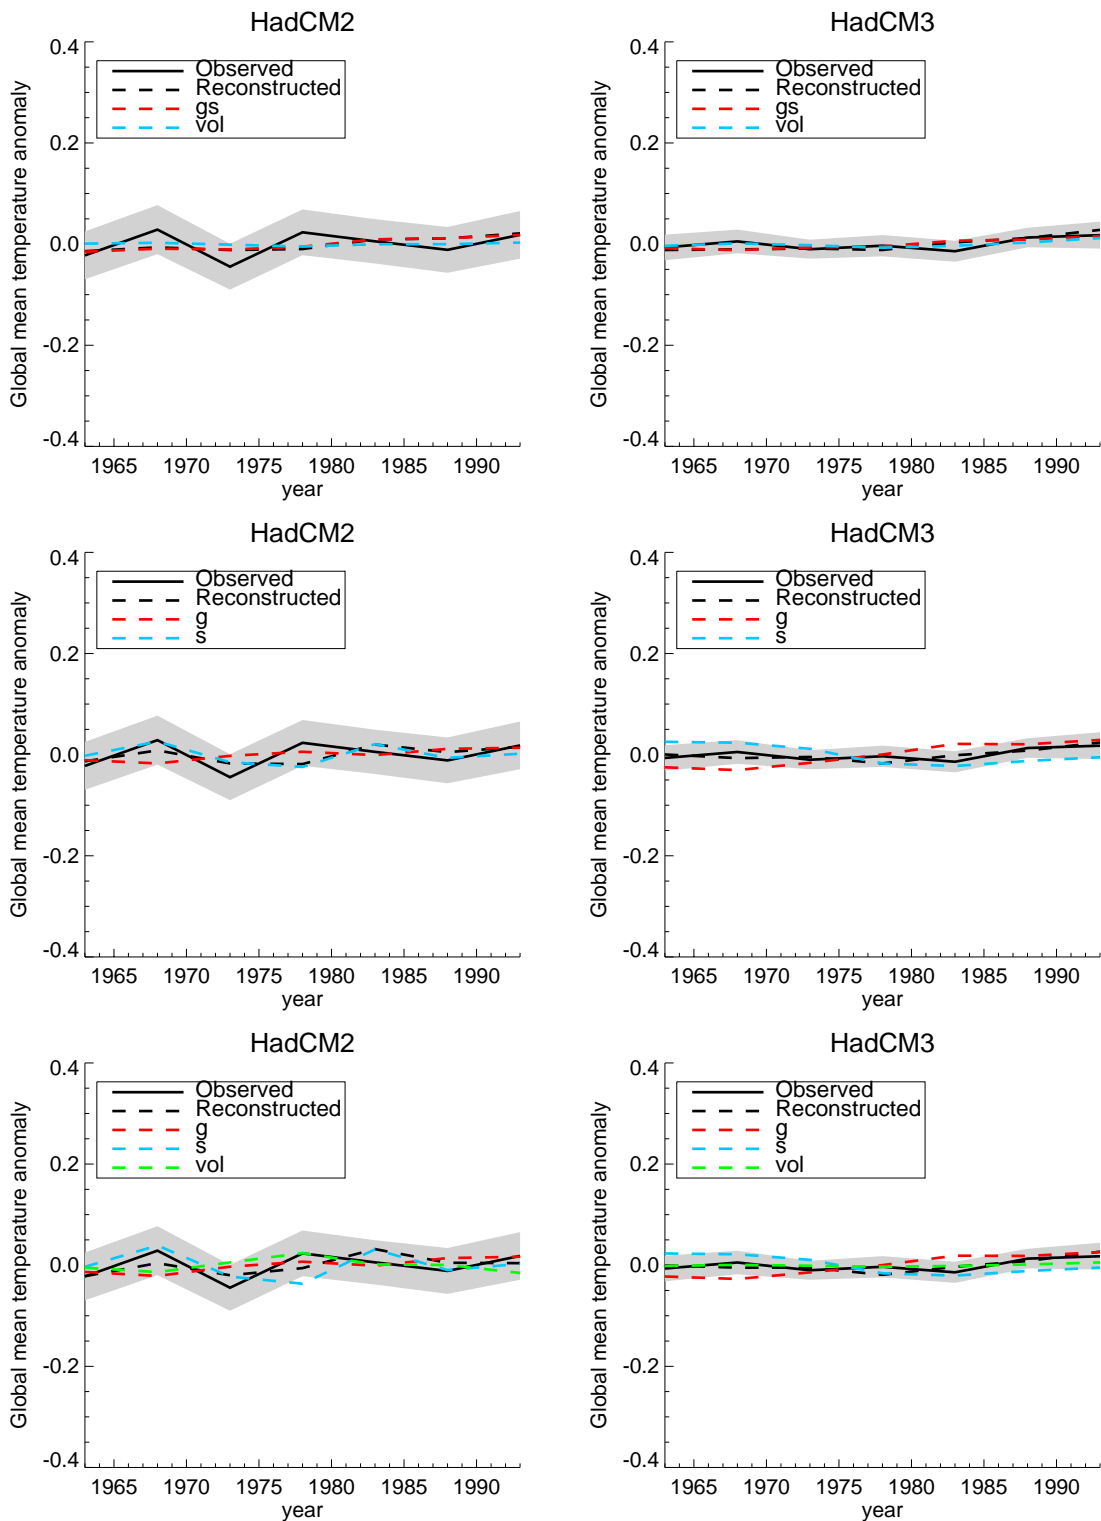 HadCM2
0.4
0.2
0.0
-0.2
-0.4
Global mean temperature anomaly
Observed
Reconstructed
gs
vol
1965 1970 1975 1980 1985 1990
year
HadCM3
0.4
0.2
0.0
-0.2
-0.4
Global mean temperature anomaly
Observed
Reconstructed
gs
vol
1965 1970 1975 1980 1985 1990
year
HadCM2
0.4
0.2
0.0
-0.2
-0.4
Global mean temperature anomaly
Observed
Reconstructed
g
s
1965 1970 1975 1980 1985 1990
year
HadCM3
0.4
0.2
0.0
-0.2
-0.4
Global mean temperature anomaly
Observed
Reconstructed
g
s
1965 1970 1975 1980 1985 1990
year
HadCM2
0.4
0.2
0.0
-0.2
-0.4
Global mean temperature anomaly
Observed
Reconstructed
g
s
vol
1965 1970 1975 1980 1985 1990
year
HadCM3
0.4
0.2
0.0
-0.2
-0.4
Global mean temperature anomaly
Observed
Reconstructed
g
s
vol
1965 1970 1975 1980 1985 1990
year